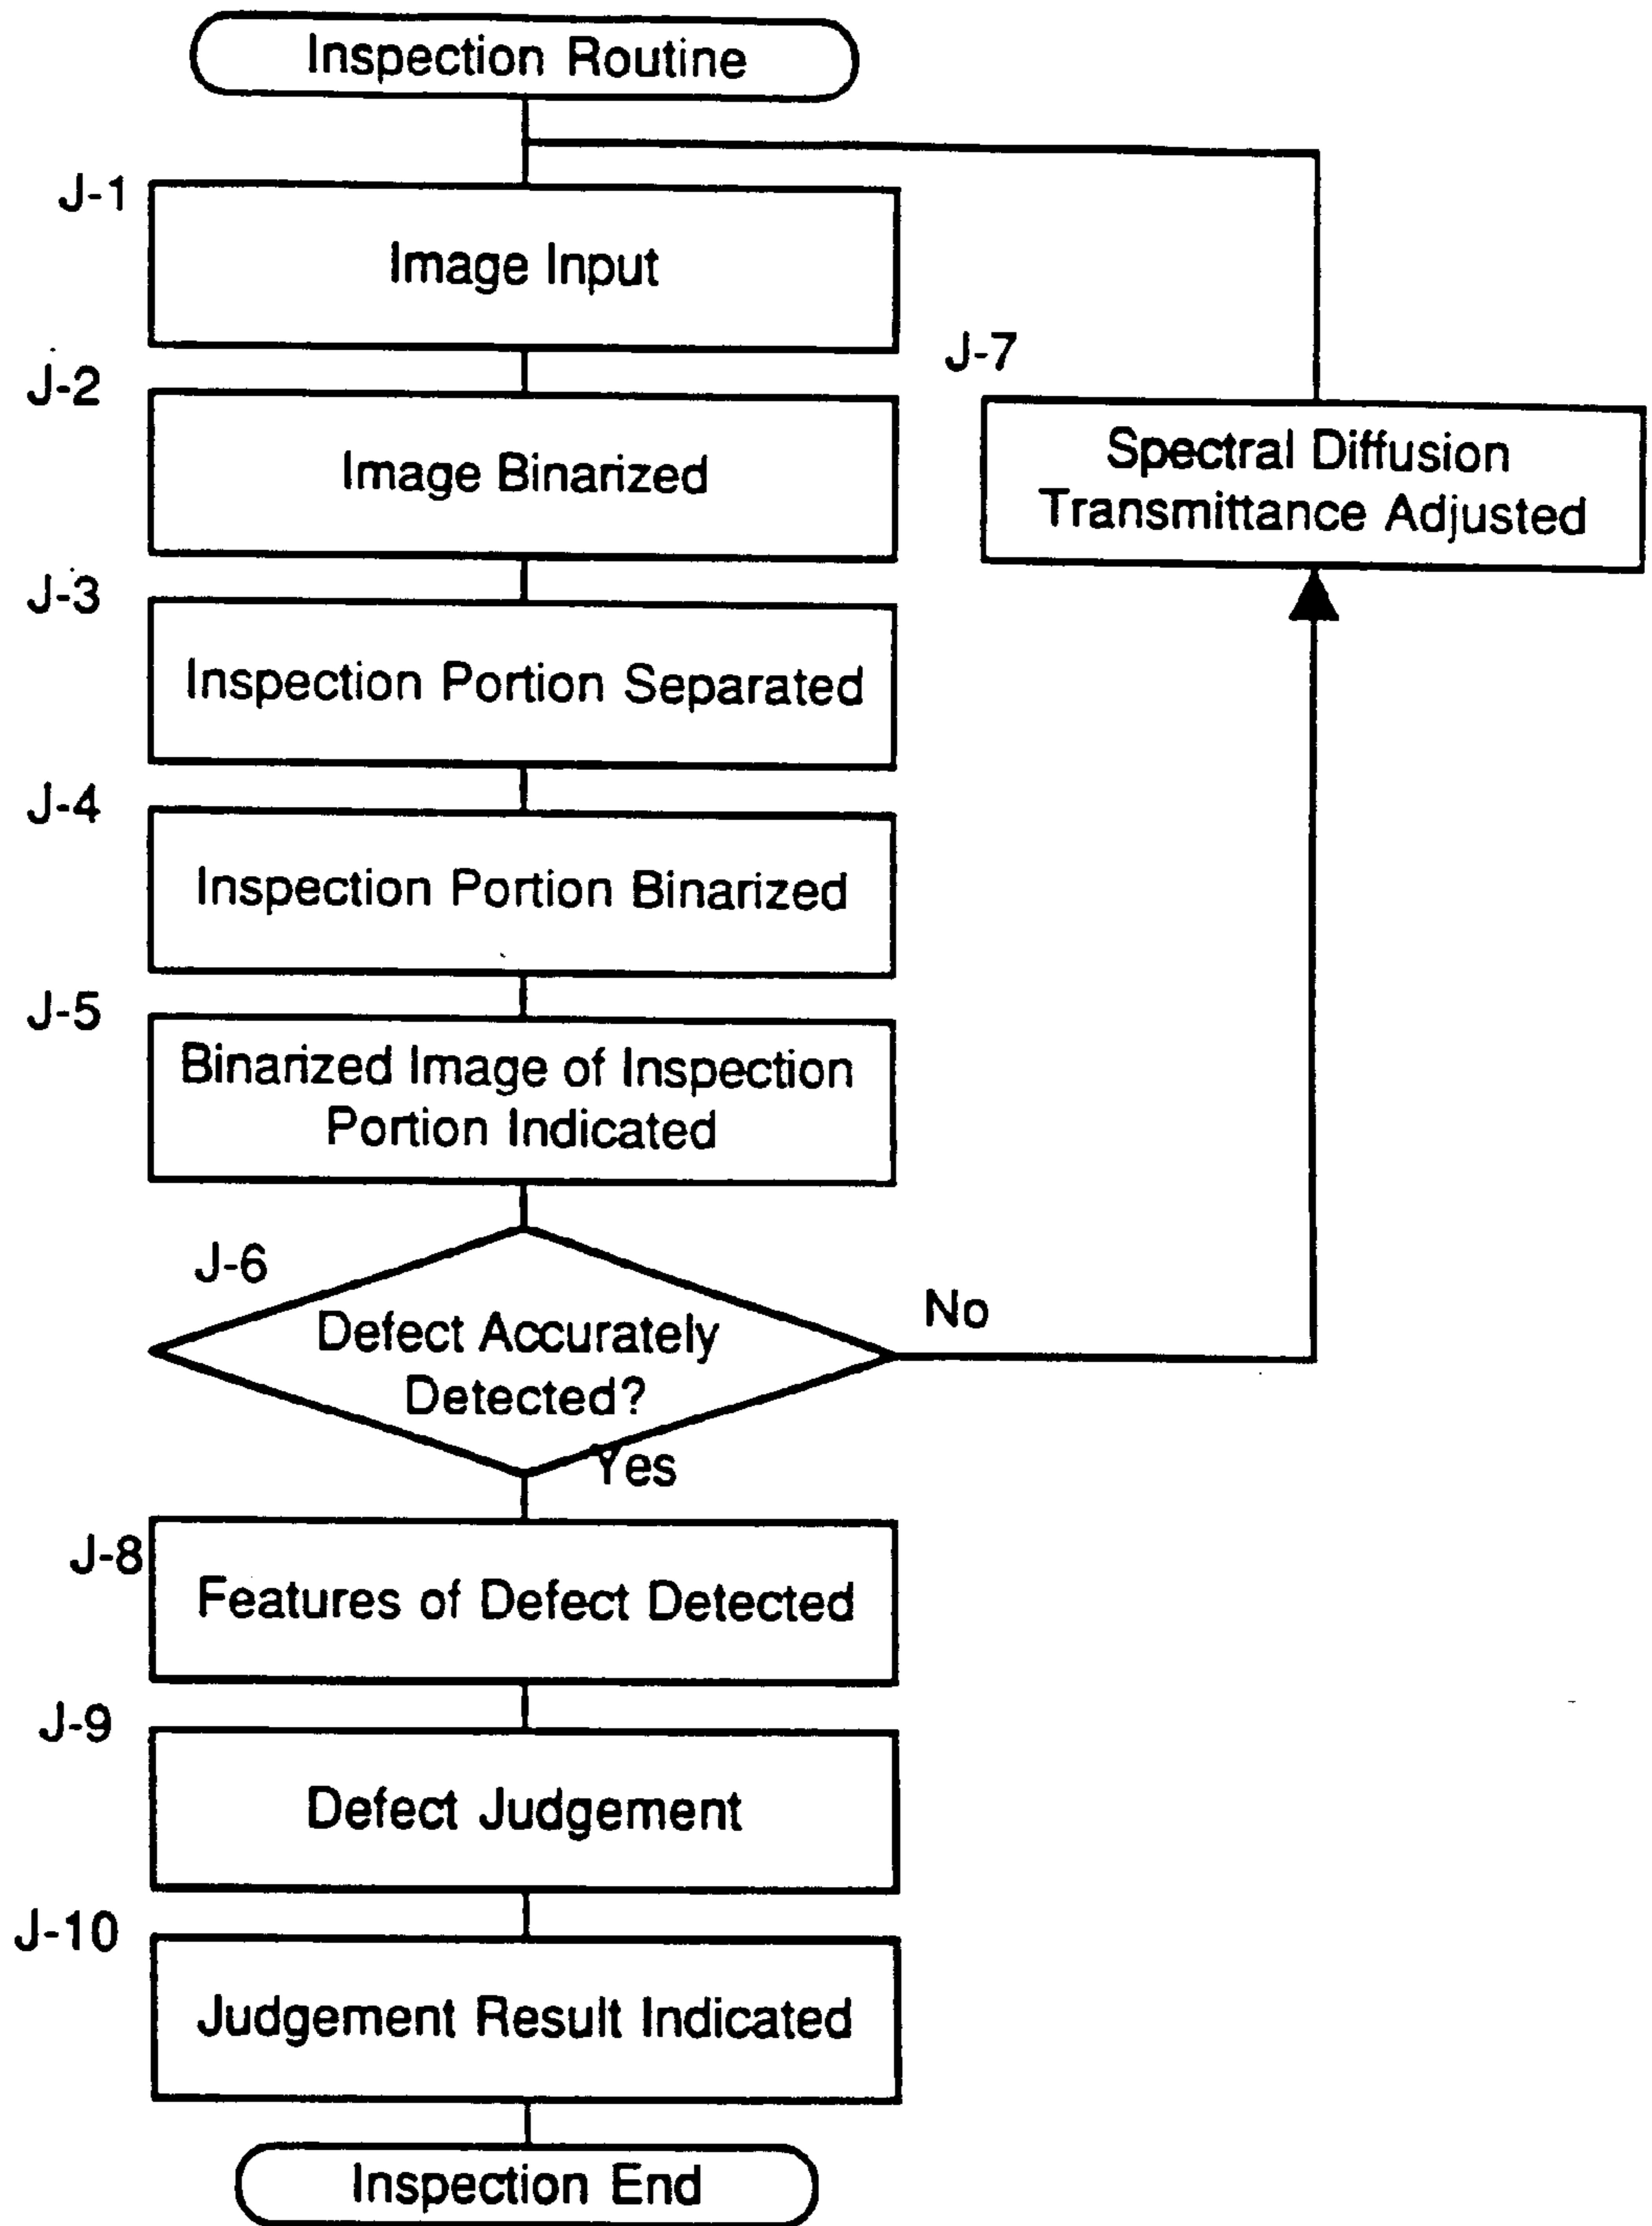 Inspection Routine
J-1
Image Input
J-2
Image Binarized
J-7
Spectral Diffusion
Transmittance Adjusted
J-3
Inspection Portion Separated
J-4
Inspection Portion Binarized
J-5
Binarized Image of Inspection
Portion Indicated
J-6
Defect Accurately
Detected?
No
Yes
J-8
Features of Defect Detected
J-9
Defect Judgement
J-10
Judgement Result Indicated
Inspection End